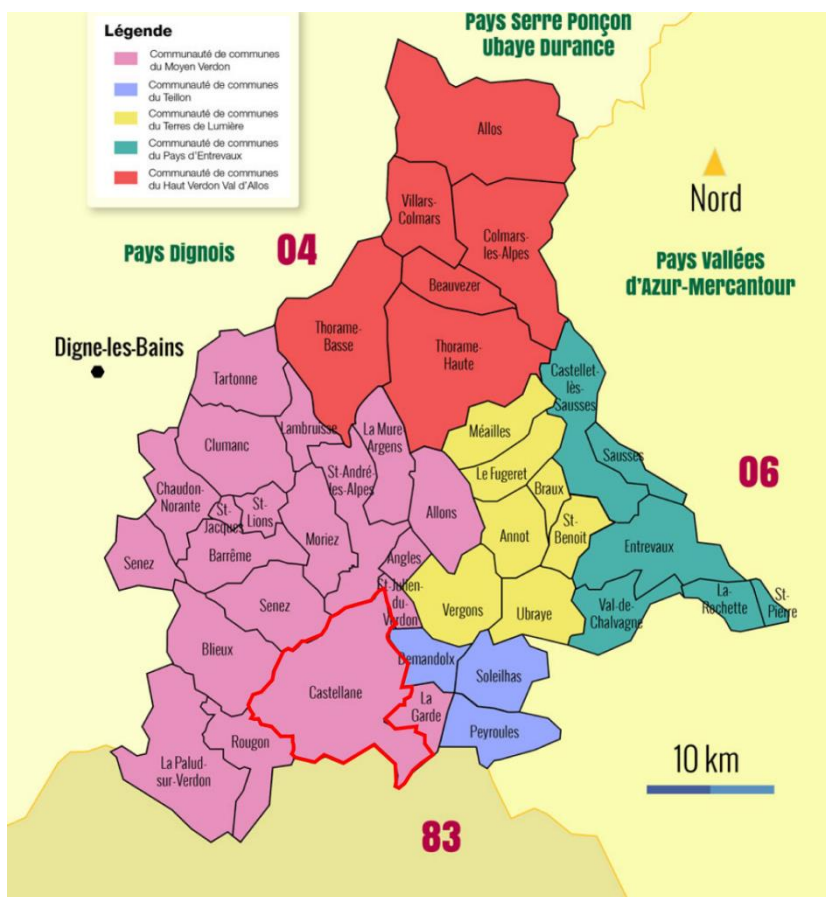 Légende
Communauté de communes
du Moyen Verdon
Communauté de communes
du Teillon
Communauté de communes
du Terres de Lumière
Communauté de communes
du Pays d'Entrevaux
Communauté de communes
du Haut Verdon Val d'Allos
Pays Serre Ponçon
Ubaye Durance
Allos
Nord
Villars-
Colmars
Colmars-
les-Alpes
Pays Dignois
04
Pays Vallées
d'Azur-Mercantour
Beauvezer
Thorame-
Basse
Thorame-
Haute
Digne-les-Bains
Castellet-
lès-
Sausses
Tartonne
Lambruisse
La Mure
Argens
Méailles
Clumanc
Sausses
06
St-André
-les-Alpes
Le Fugeret
Braux
Chaudon-
Norante
St-
Jacques
St-
Lions
Moriez
Allons
Annot
St-
Benoit
Entrevaux
Senez
Barrême
Angles
St-Julien-
du-
Verdon
Senez
Vergons
Ubraye
Val-de-
Chalvagne
La-
Rochette
St-
Pierre
Blieux
Demandolx
Soleilhas
Castellane
La
Garde
Peyroules
Rougon
La Palud-
sur-Verdon
10 km
83